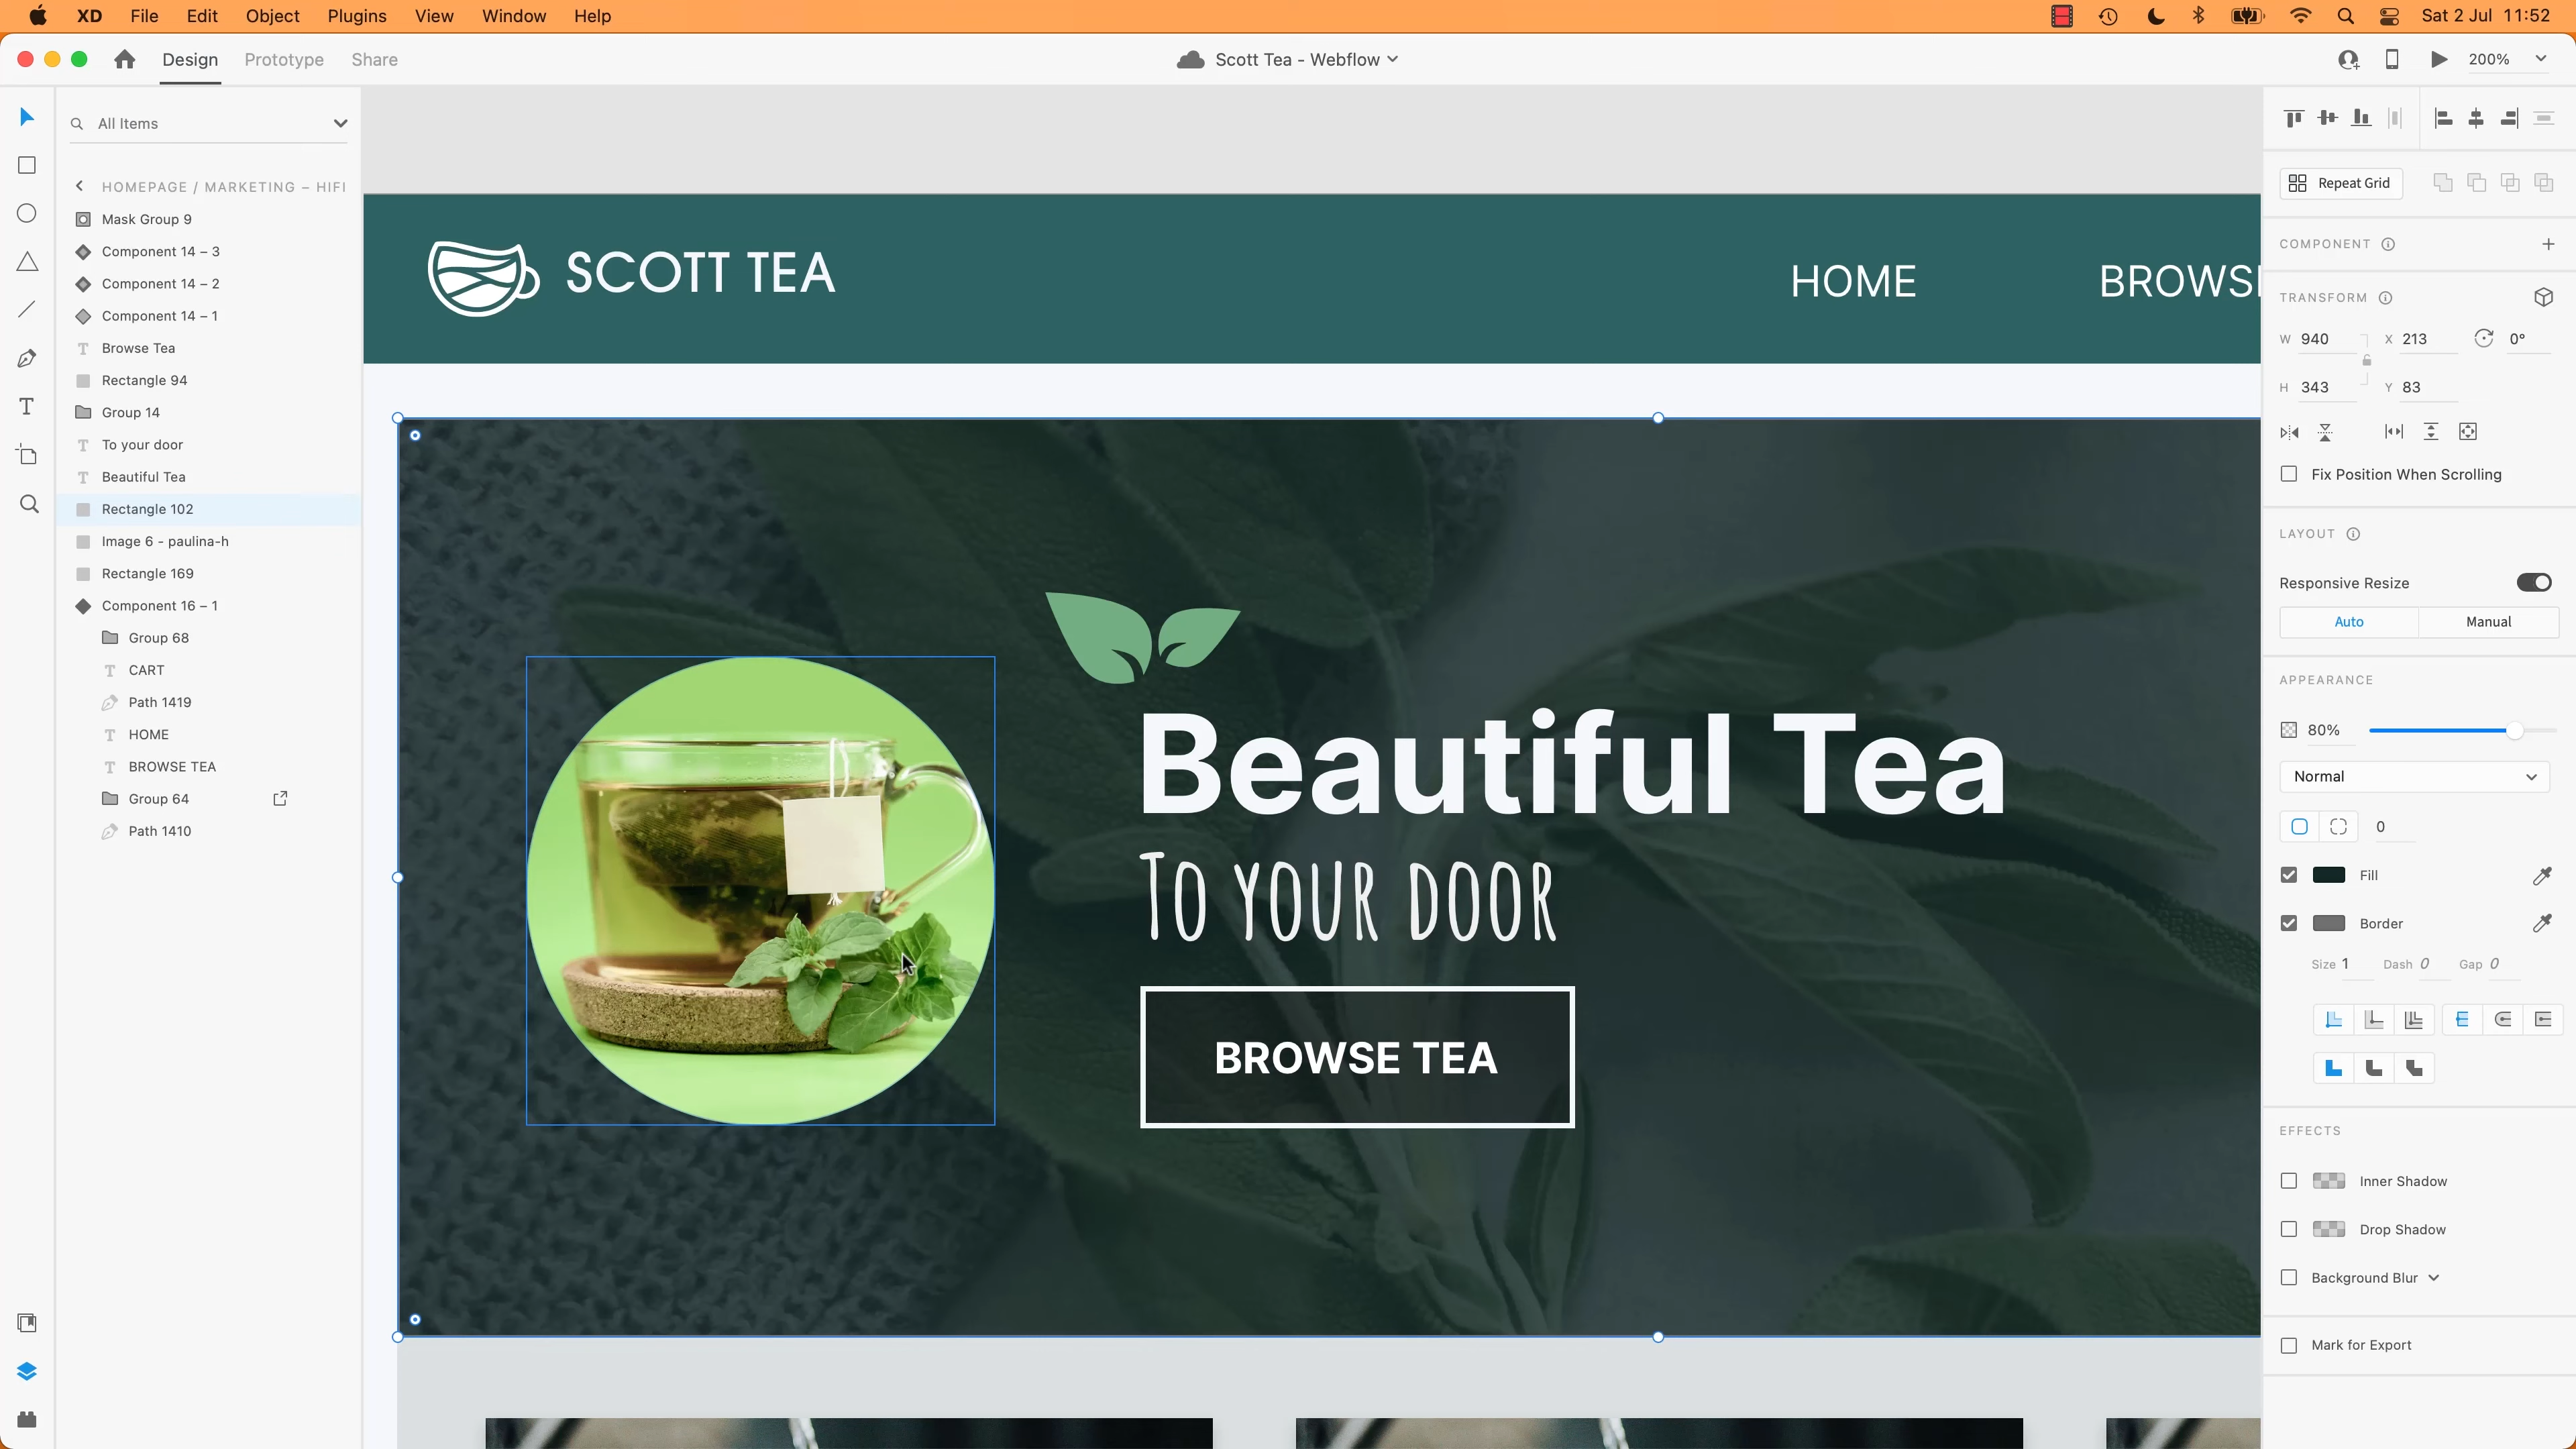 XD File Edit Object Plugins View Window Help Sat 2 Jul 11:52
Design Prototype Share Scott Tea - Webflow 200%
All Items
HOMEPAGE / MARKETING – HIFI
Mask Group 9
Component 14 – 3
Component 14 – 2
Component 14 – 1
Browse Tea
Rectangle 94
Group 14
To your door
Beautiful Tea
Rectangle 102
Image 6 - paulina-h
Rectangle 169
Component 16 – 1
Group 68
CART
Path 1419
HOME
BROWSE TEA
Group 64
Path 1410
SCOTT TEA HOME BROWSE
Beautiful Tea
To your door
BROWSE TEA
Repeat Grid
COMPONENT
TRANSFORM
W 940 X 213 0°
H 343 Y 83
Fix Position When Scrolling
LAYOUT
Responsive Resize
Auto Manual
APPEARANCE
80%
Normal
0
Fill
Border
Size 1 Dash 0 Gap 0
EFFECTS
Inner Shadow
Drop Shadow
Background Blur
Mark for Export